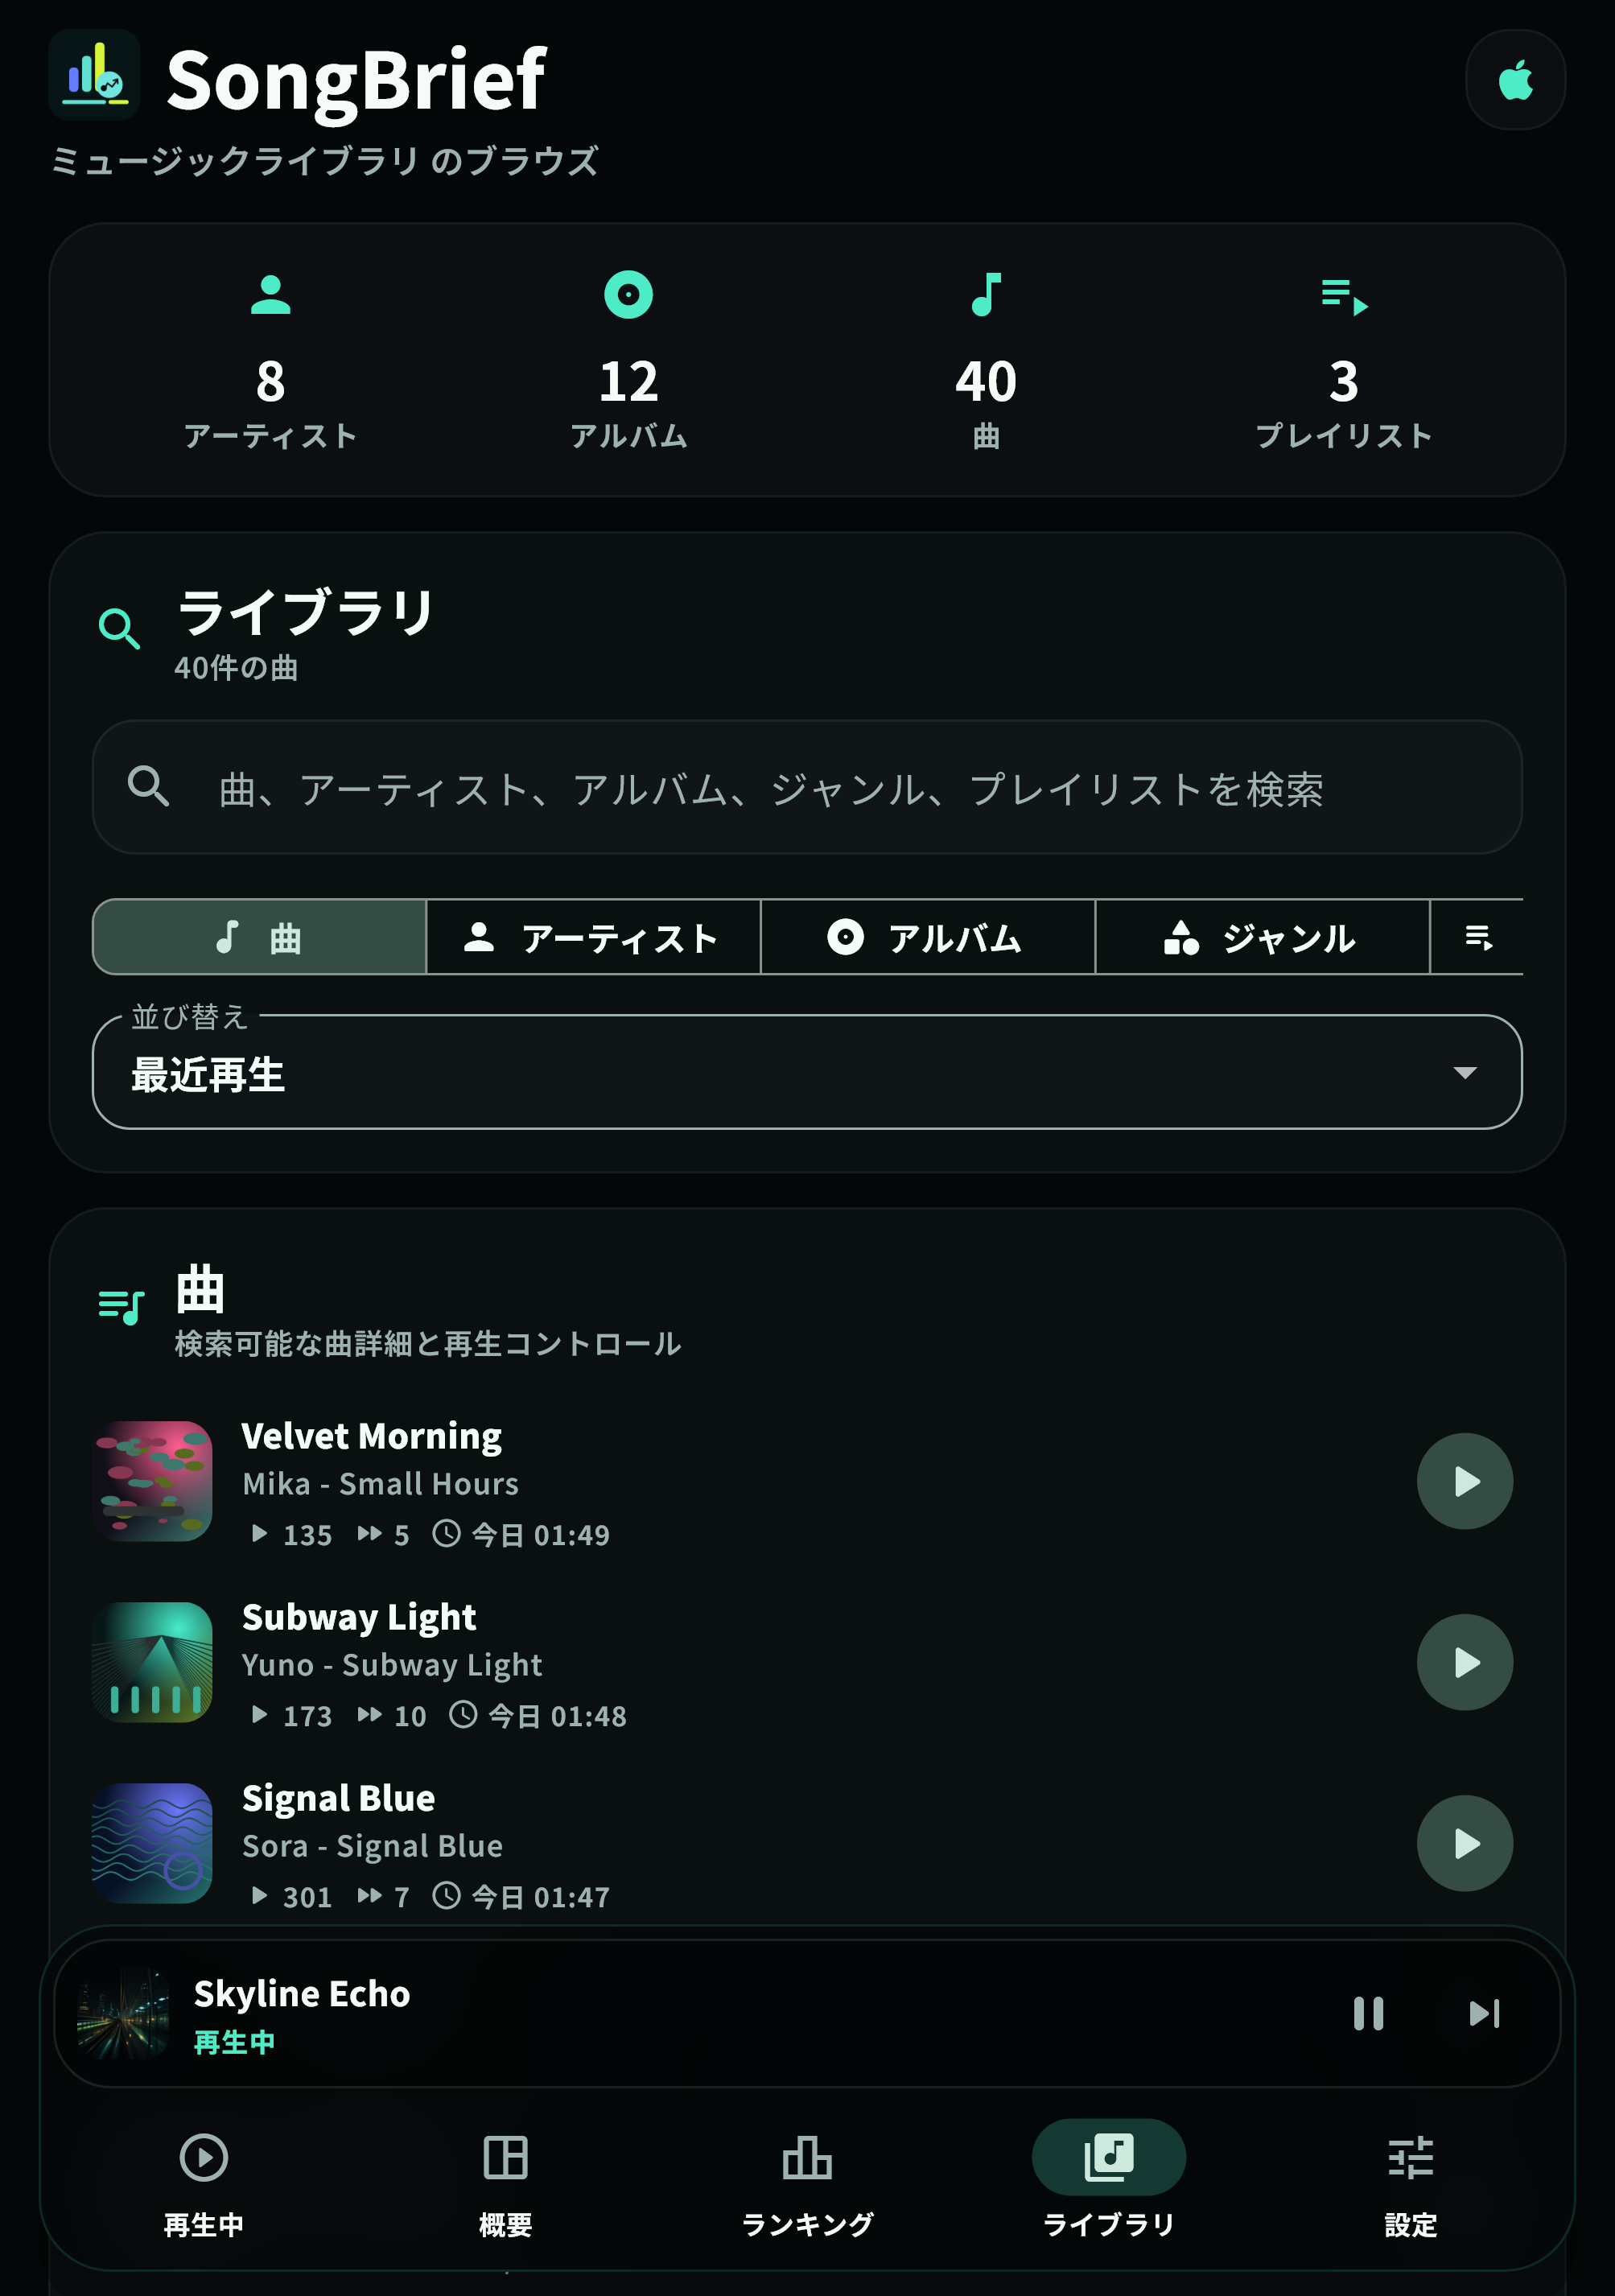 SongBrief
ミュージックライブラリ のブラウズ
8
アーティスト
12
アルバム
40
曲
3
プレイリスト
ライブラリ
40件の曲
曲、アーティスト、アルバム、ジャンル、プレイリストを検索
曲
アーティスト
アルバム
ジャンル
並び替え
最近再生
曲
検索可能な曲詳細と再生コントロール
Velvet Morning
Mika - Small Hours
135 5 今日 01:49
Subway Light
Yuno - Subway Light
173 10 今日 01:48
Signal Blue
Sora - Signal Blue
301 7 今日 01:47
Skyline Echo
再生中
再生中
概要
ランキング
ライブラリ
設定